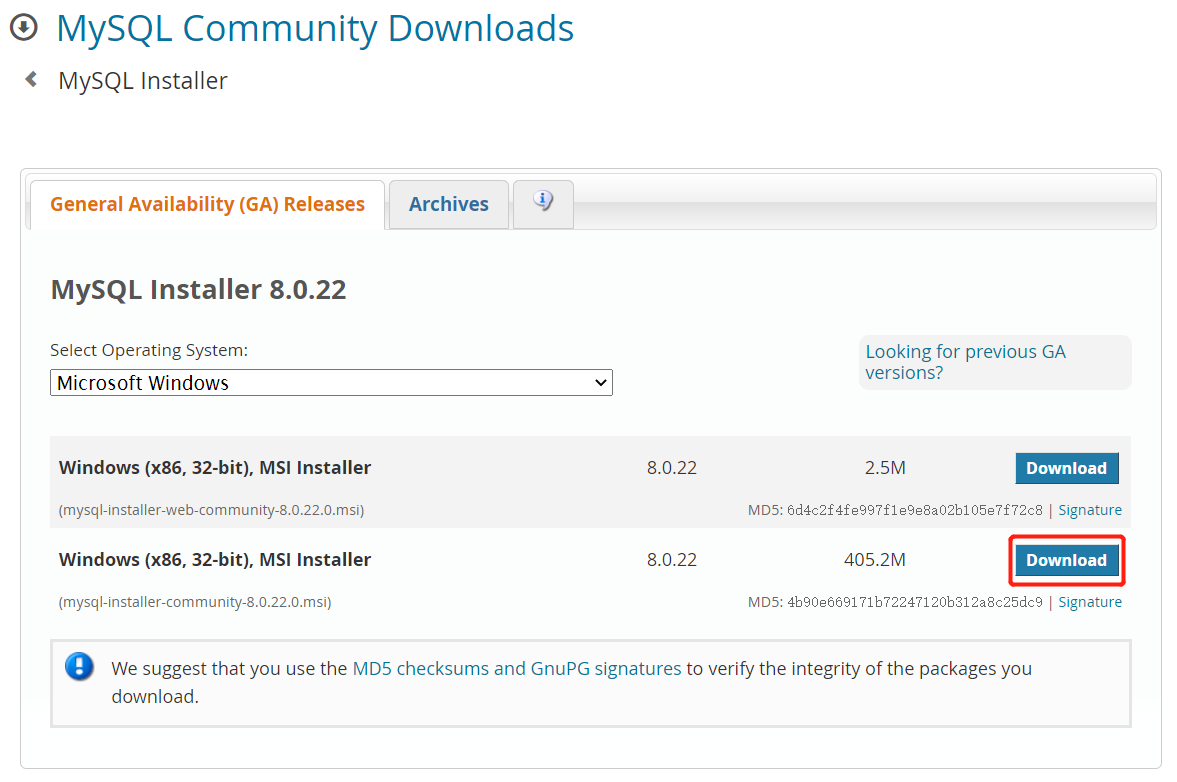 MySQL Community Downloads
MySQL Installer
General Availability (GA) Releases Archives
MySQL Installer 8.0.22
Select Operating System:
Looking for previous GA
versions?
Microsoft Windows
Windows (x86, 32-bit), MSI Installer 8.0.22 2.5M Download
(mysql-installer-web-community-8.0.22.0.msi) MD5: 6d4c2f4fe997f1e9e8a02b105e7f72c8 | Signature
Windows (x86, 32-bit), MSI Installer 8.0.22 405.2M Download
(mysql-installer-community-8.0.22.0.msi) MD5: 4b90e669171b72247120b312a8c25dc9 | Signature
We suggest that you use the MD5 checksums and GnuPG signatures to verify the integrity of the packages you
download.